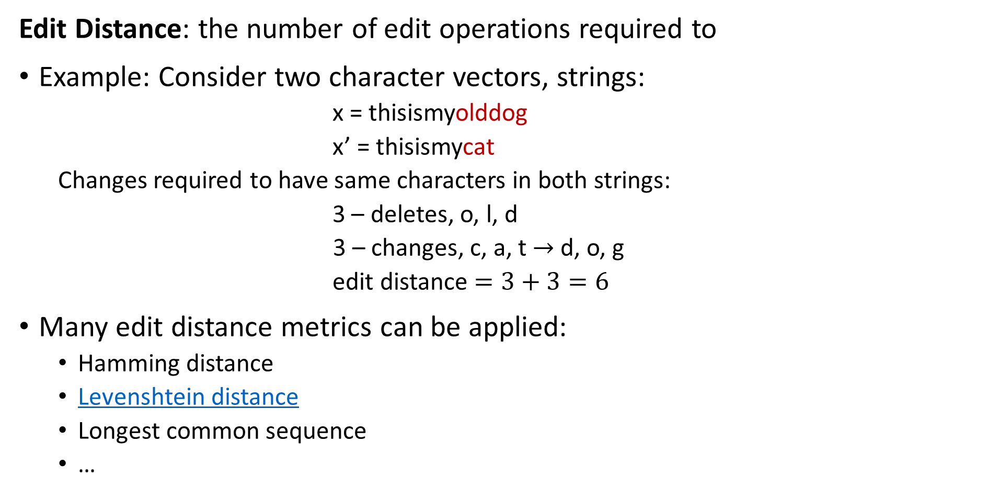 Edit Distance: the number of edit operations required to
• Example: Consider two character vectors, strings:
x = thisismyolddog
x’ = thisismycat
Changes required to have same characters in both strings:
3 – deletes, o, l, d
3 – changes, c, a, t → d, o, g
edit distance = 3 + 3 = 6
• Many edit distance metrics can be applied:
• Hamming distance
• Levenshtein distance
• Longest common sequence
• …